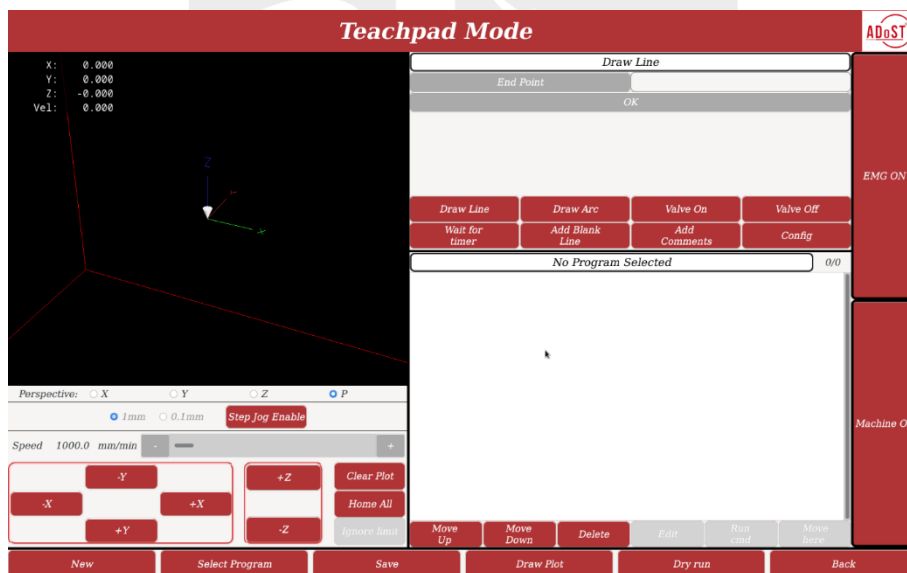 Teachpad Mode
ADOST
X: 0.000
Y: 0.000
Z: -0.000
Vel: 0.000
Z
X
Perspective: X Y Z P
1mm 0.1mm Step Jog Enable
Speed 1000.0 mm/min - +
-Y
-X +X
+Y
+Z
-Z
Clear Plot
Home All
Ignore limit
Draw Line
End Point
OK
Draw Line Draw Arc Valve On Valve Off
Wait for
timer
Add Blank
Line
Add
Comments
Config
No Program Selected 0/0
Move
Up
Move
Down
Delete
Edit
Run
cmd
Move
here
EMG ON
Machine O
New Select Program Save Draw Plot Dry run Back